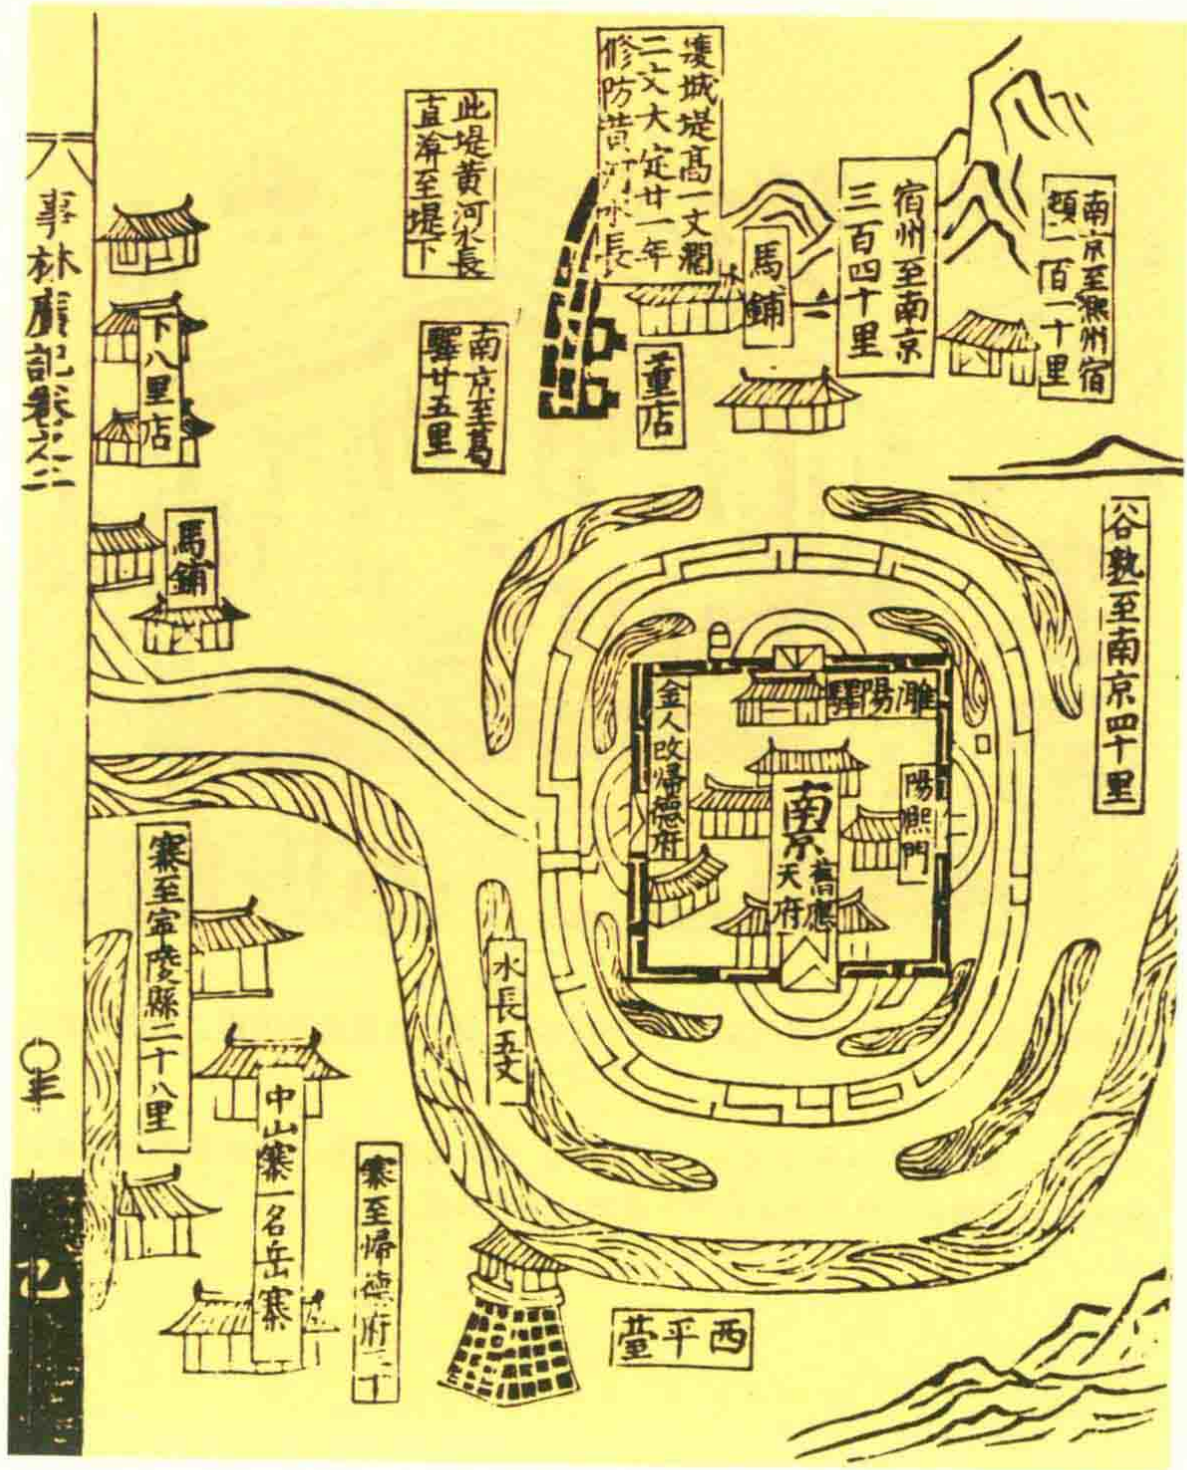 南京至亳州宿
頓一百一十里
宿州至南京
三百四十里
馬鋪
護城堤高一丈濶
二丈大定廿一年
修防黃河水長
此堤黃河水長
直渰至堤下
南京至葛
驛廿五里
董店
谷孰至南京四十里
睢陽驛
陽熙門
南京
舊應
天府
金人改歸德府
水長五丈
西平臺
下八里店
馬鋪
寨至寧陵縣二十八里
中山寨一名岳寨
寨至歸德府二十
事林廣記卷之二
乙